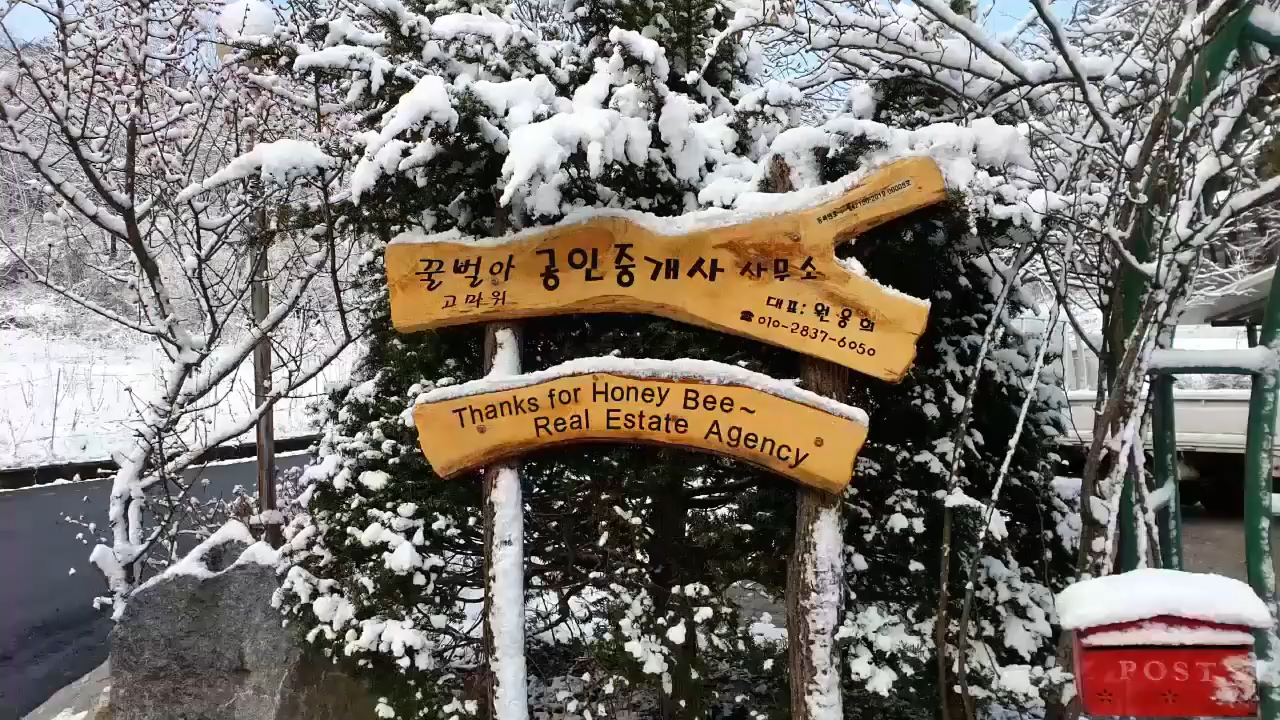 꿀벌아 공인중개사 사무소
고마워
대표: 원용희
☎010-2837-6050
Thanks for Honey Bee~
Real Estate Agency
POST